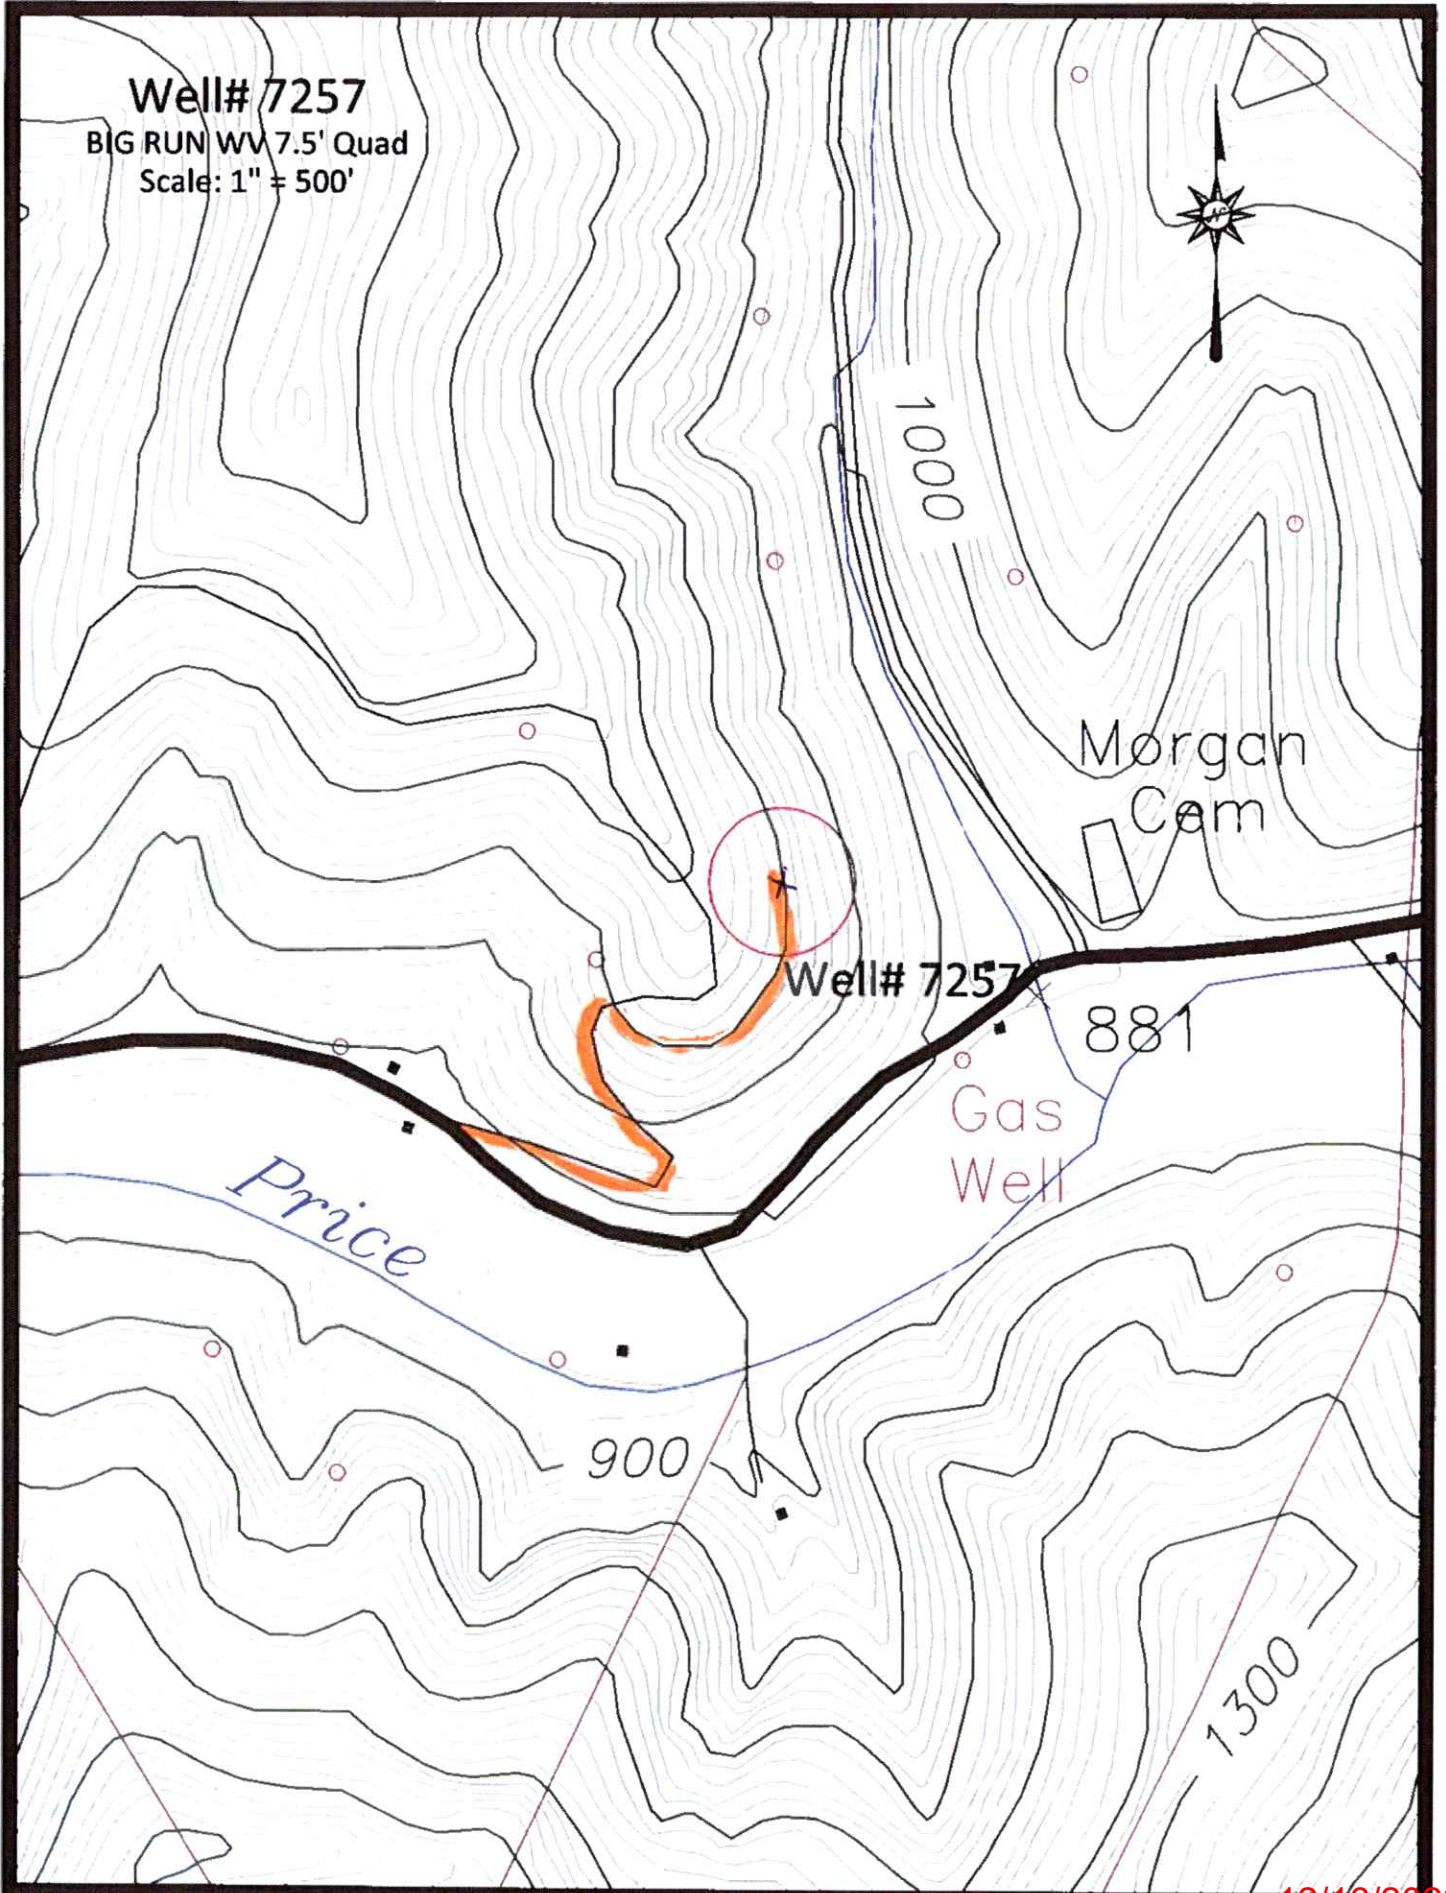 Well# 7257
BIG RUN WV 7.5' Quad
Scale: 1" = 500'
1000
Morgan
Cem
Well# 7257
881
Gas
Well
Price
900
1300